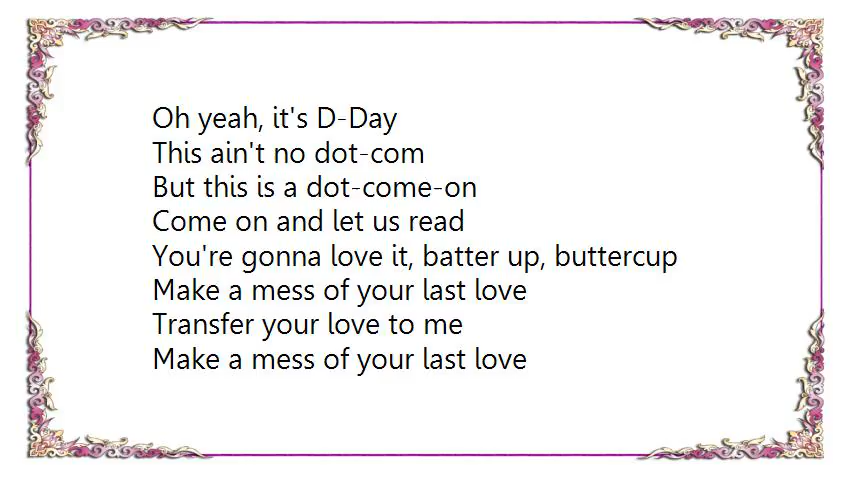 Oh yeah, it's D-Day
This ain't no dot-com
But this is a dot-come-on
Come on and let us read
You're gonna love it, batter up, buttercup
Make a mess of your last love
Transfer your love to me
Make a mess of your last love